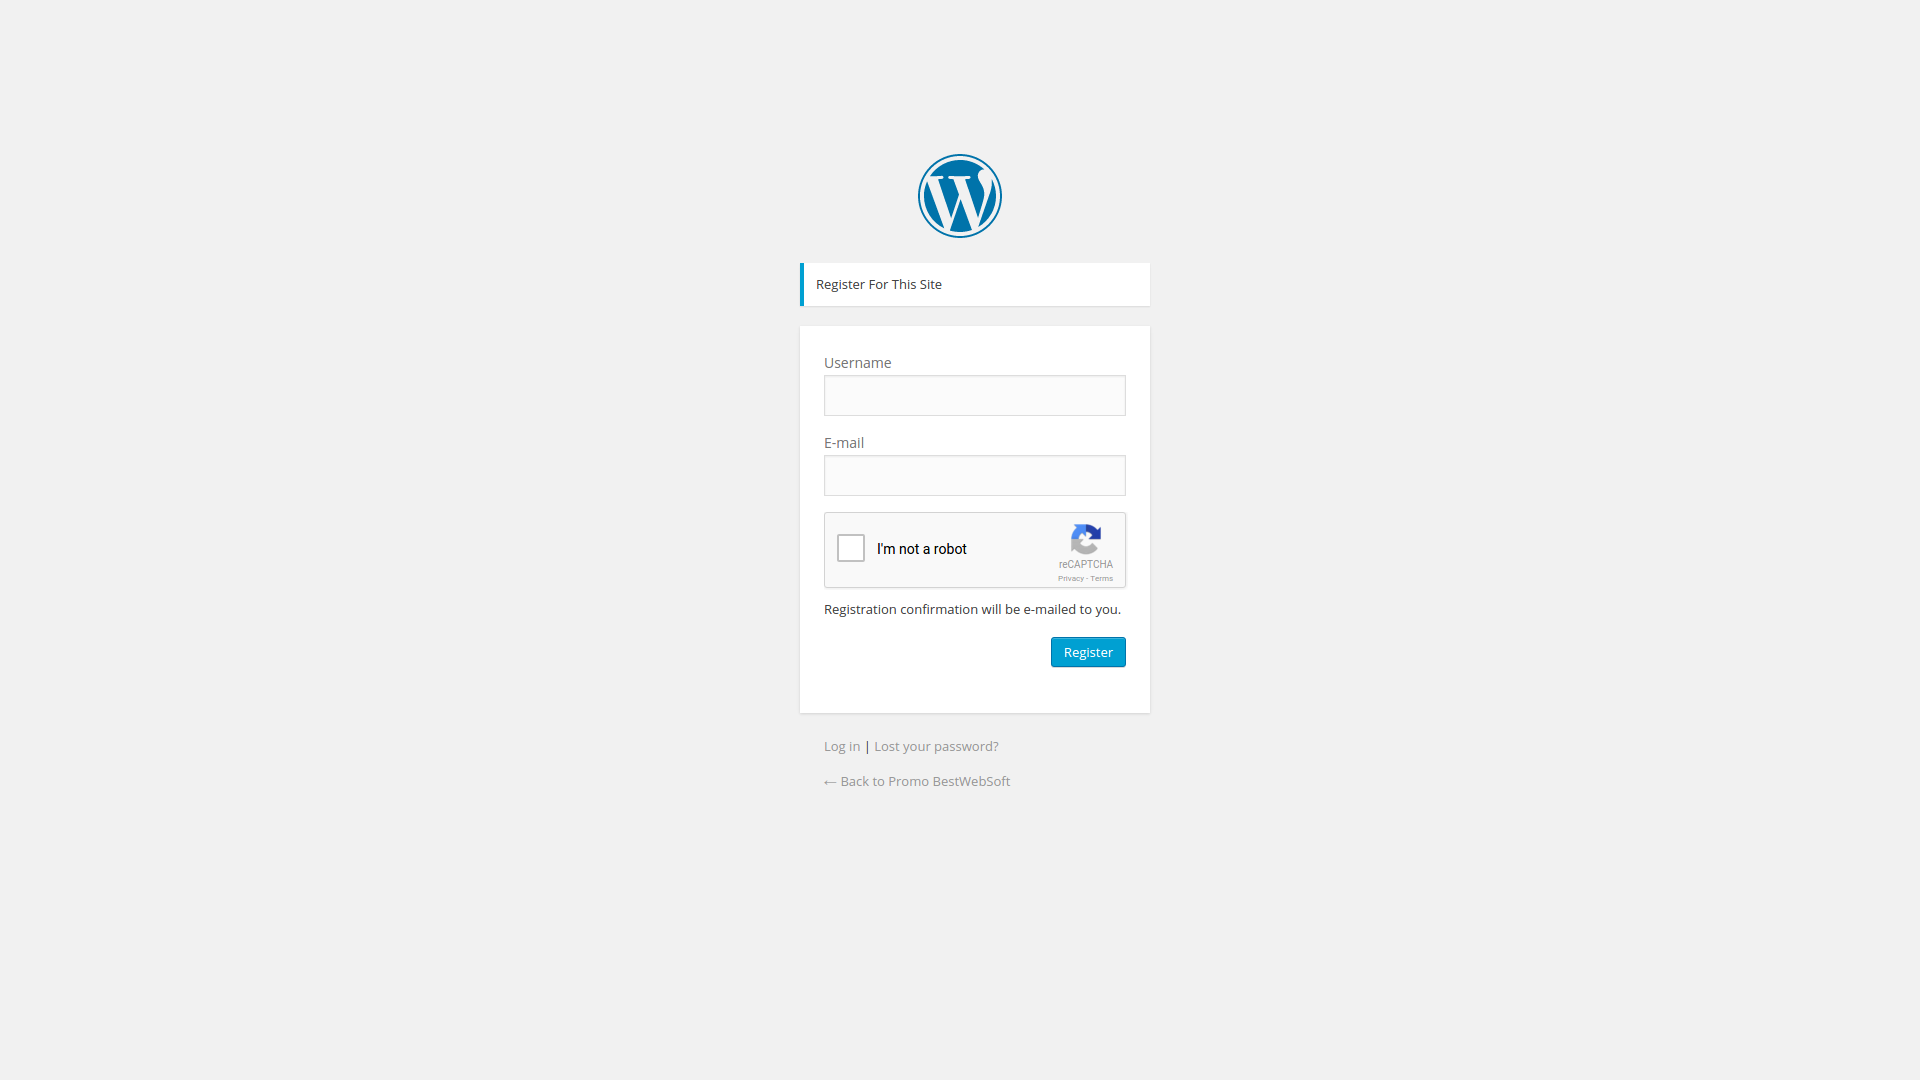 Register For This Site
Username
E-mail
I'm not a robot
reCAPTCHA
Privacy - Terms
Registration confirmation will be e-mailed to you.
Register
Log in | Lost your password?
← Back to Promo BestWebSoft